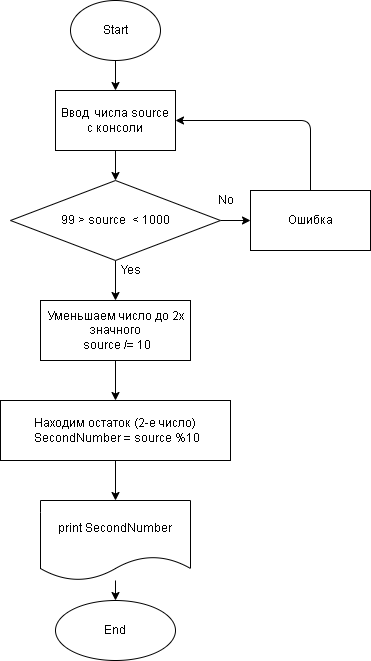 Start
Ввод числа source
с консоли
99 > source < 1000
No
Ошибка
Yes
Уменьшаем число до 2х
значного
source /= 10
Находим остаток (2-е число)
SecondNumber = source %10
print SecondNumber
End